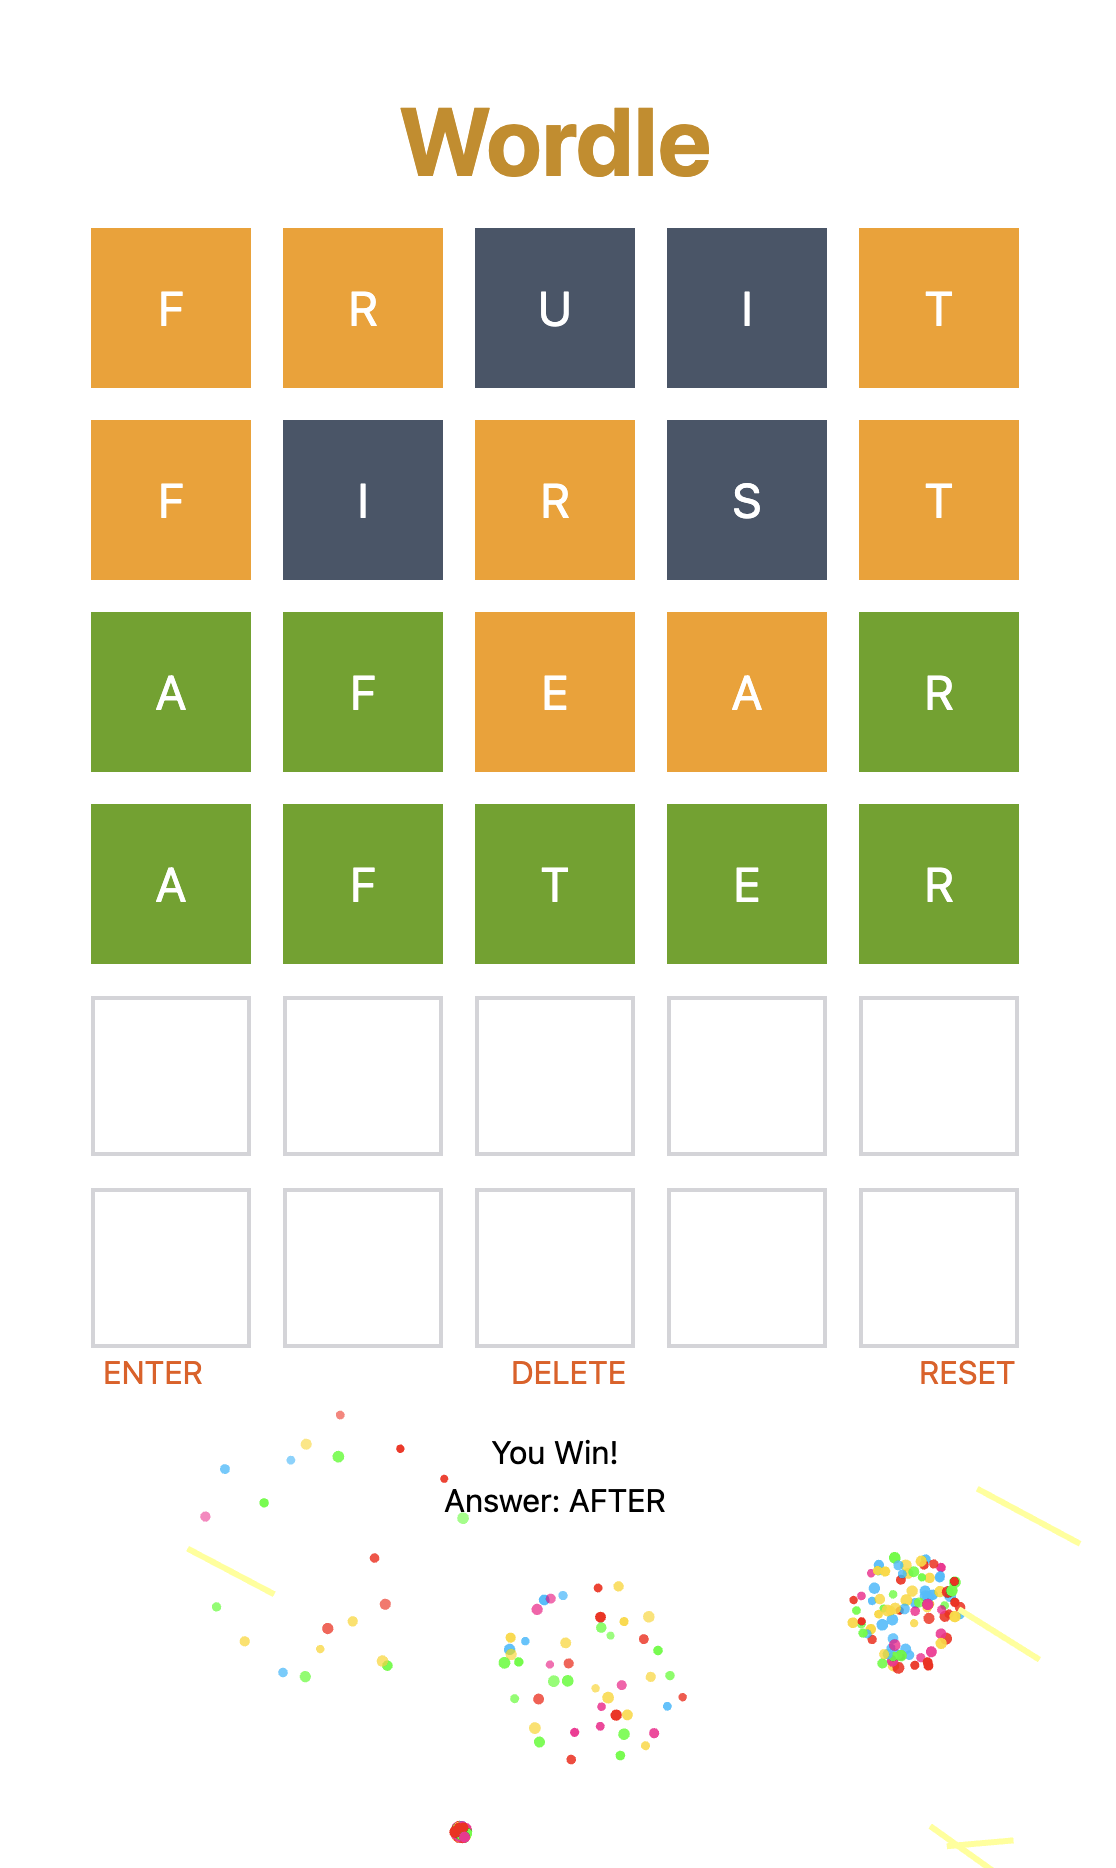 Wordle
F R U I T
F I R S T
A F E A R
A F T E R
ENTER DELETE RESET
You Win!
Answer: AFTER